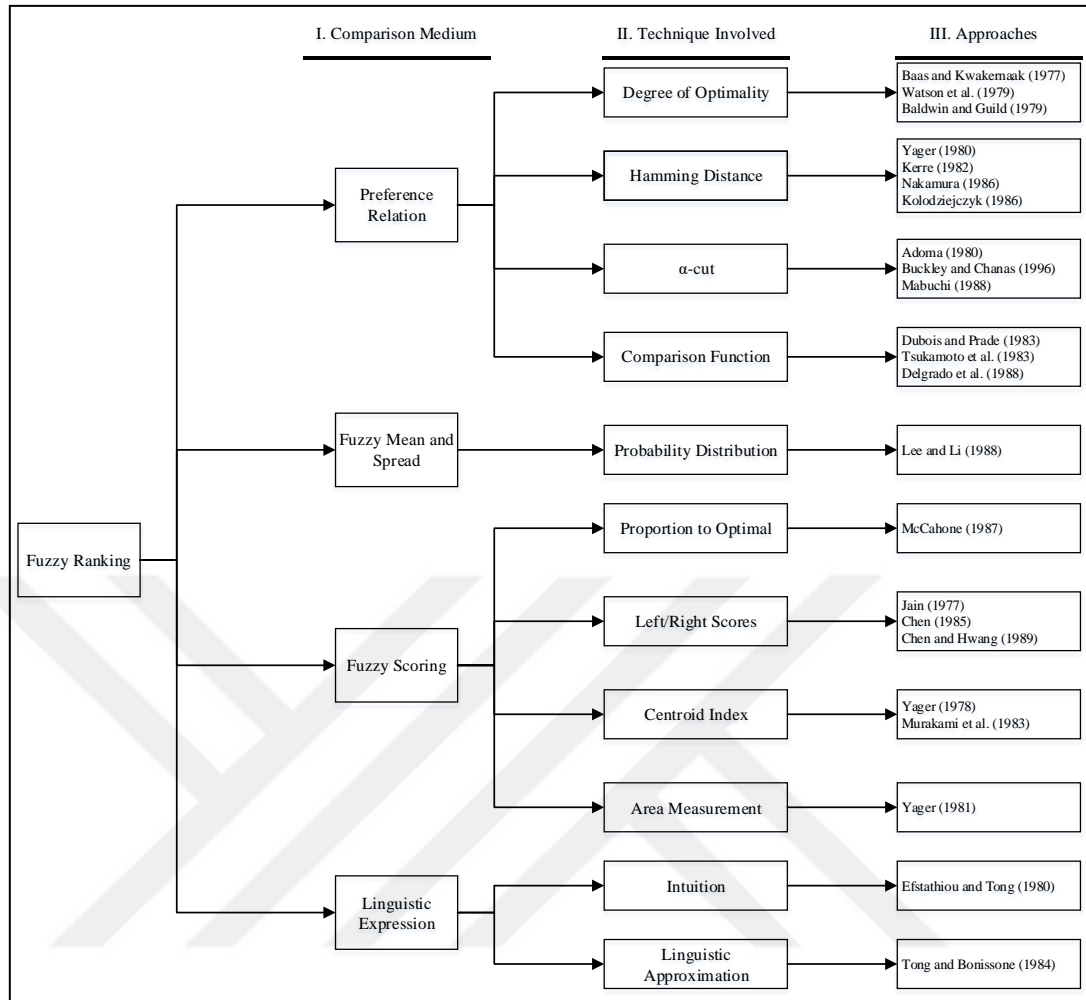 I. Comparison Medium
II. Technique Involved
III. Approaches
Fuzzy Ranking
Preference
Relation
Degree of Optimality
Baas and Kwakernaak (1977)
Watson et al. (1979)
Baldwin and Guild (1979)
Hamming Distance
Yager (1980)
Kerre (1982)
Nakamura (1986)
Kolodziejczyk (1986)
α-cut
Adoma (1980)
Buckley and Chanas (1996)
Mabuchi (1988)
Comparison Function
Dubois and Prade (1983)
Tsukamoto et al. (1983)
Delgrado et al. (1988)
Fuzzy Mean and
Spread
Probability Distribution
Lee and Li (1988)
Fuzzy Scoring
Proportion to Optimal
McCahone (1987)
Left/Right Scores
Jain (1977)
Chen (1985)
Chen and Hwang (1989)
Centroid Index
Yager (1978)
Murakami et al. (1983)
Area Measurement
Yager (1981)
Linguistic
Expression
Intuition
Efstathiou and Tong (1980)
Linguistic
Approximation
Tong and Bonissone (1984)